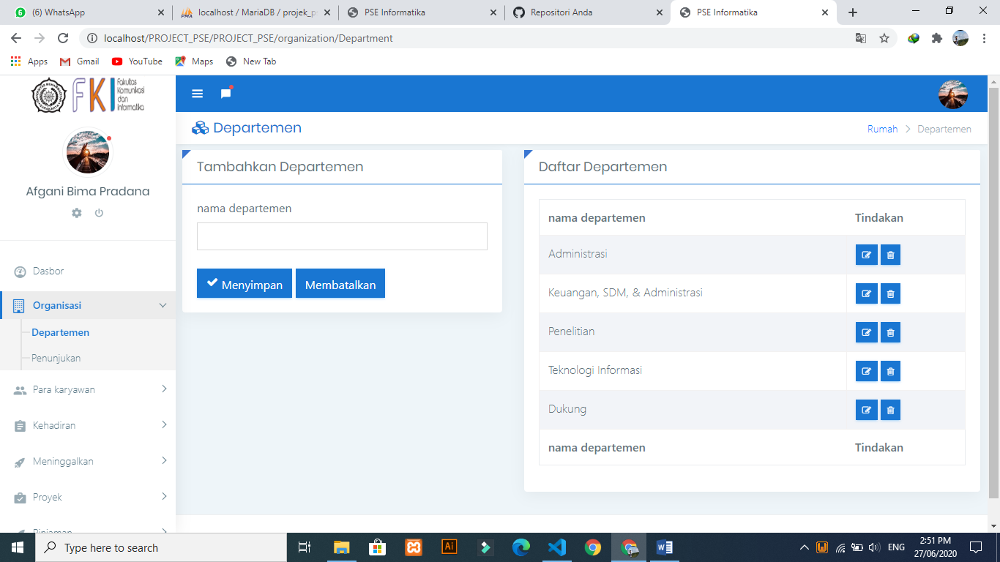 (6) WhatsApp
localhost / MariaDB / projek_p
PSE Informatika
Repositori Anda
PSE Informatika
localhost/PROJECT_PSE/PROJECT_PSE/organization/Department
Apps
Gmail
YouTube
Maps
New Tab
FKI Fakultas
Komunikasi
dan
Informatika
Afgani Bima Pradana
Dasbor
Organisasi
Departemen
Penunjukan
Para karyawan
Kehadiran
Meninggalkan
Proyek
Pinjaman
Departemen
Rumah > Departemen
Tambahkan Departemen
nama departemen
Menyimpan
Membatalkan
Daftar Departemen
nama departemen Tindakan
Administrasi
Keuangan, SDM, & Administrasi
Penelitian
Teknologi Informasi
Dukung
nama departemen Tindakan
Type here to search
ENG
2:51 PM
27/06/2020